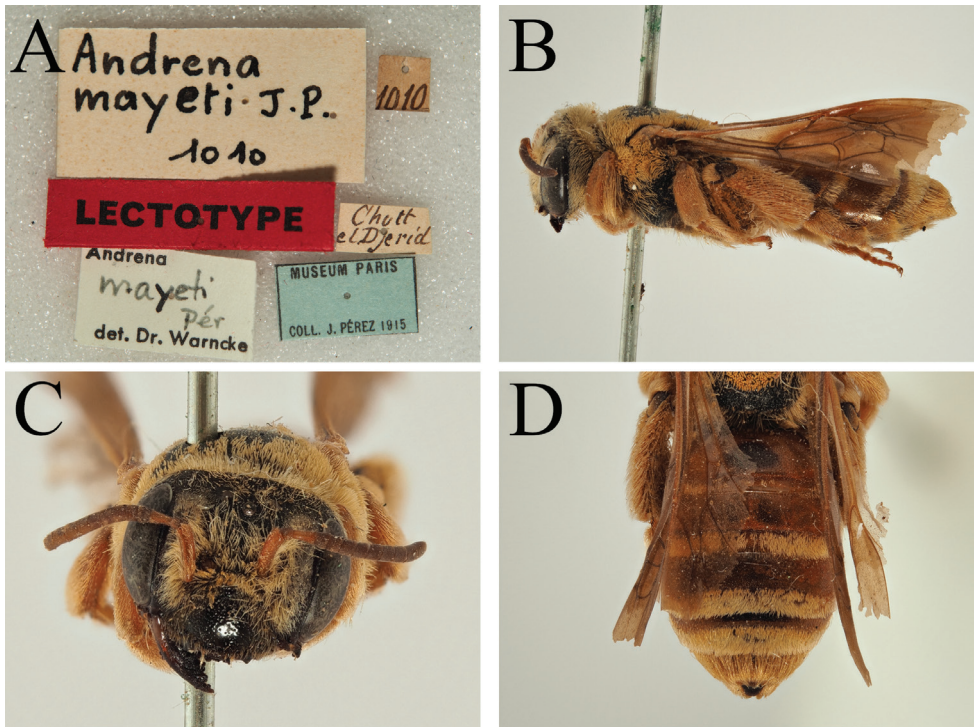 A
Andrena
mayeti. J.P..
1010
1010
LECTOTYPE
Chott
el Djerid
Andrena
mayeti
Pér
det. Dr. Warncke
MUSEUM PARIS
COLL. J. PÉREZ 1915
B
C
D